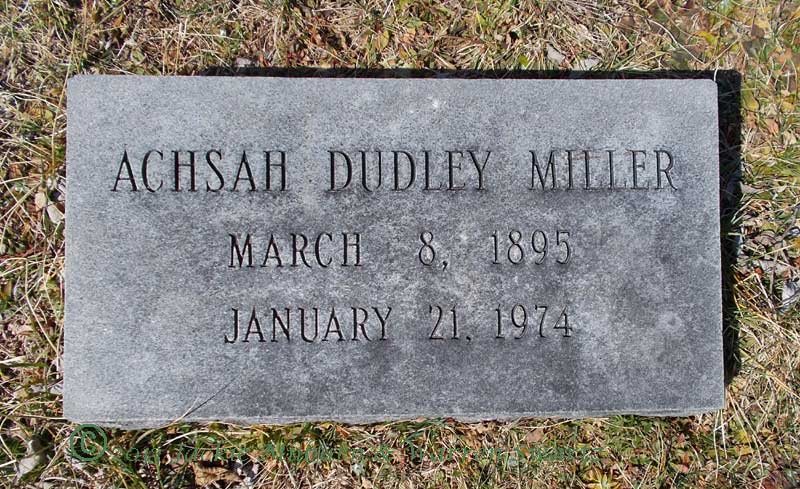 ACHSAH DUDLEY MILLER
MARCH 8, 1895
JANUARY 21, 1974
©